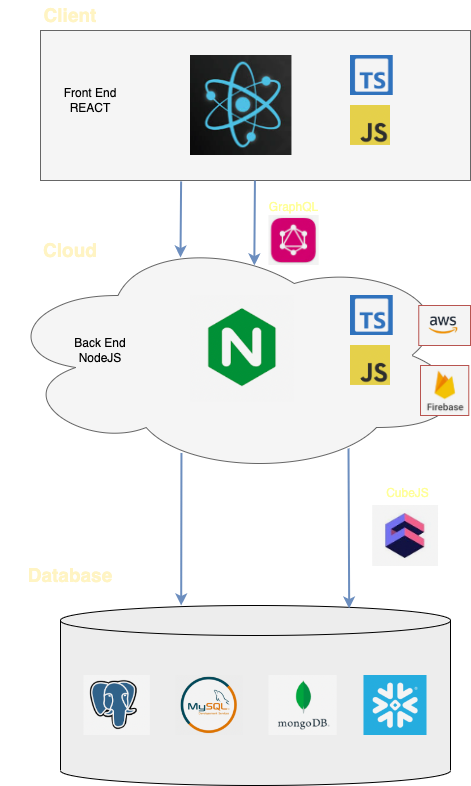 Client
Front End
REACT
TS
JS
GraphQL
Cloud
Back End
NodeJS
N
TS
JS
aws
Firebase
CubeJS
Database
MySQL
mongoDB.